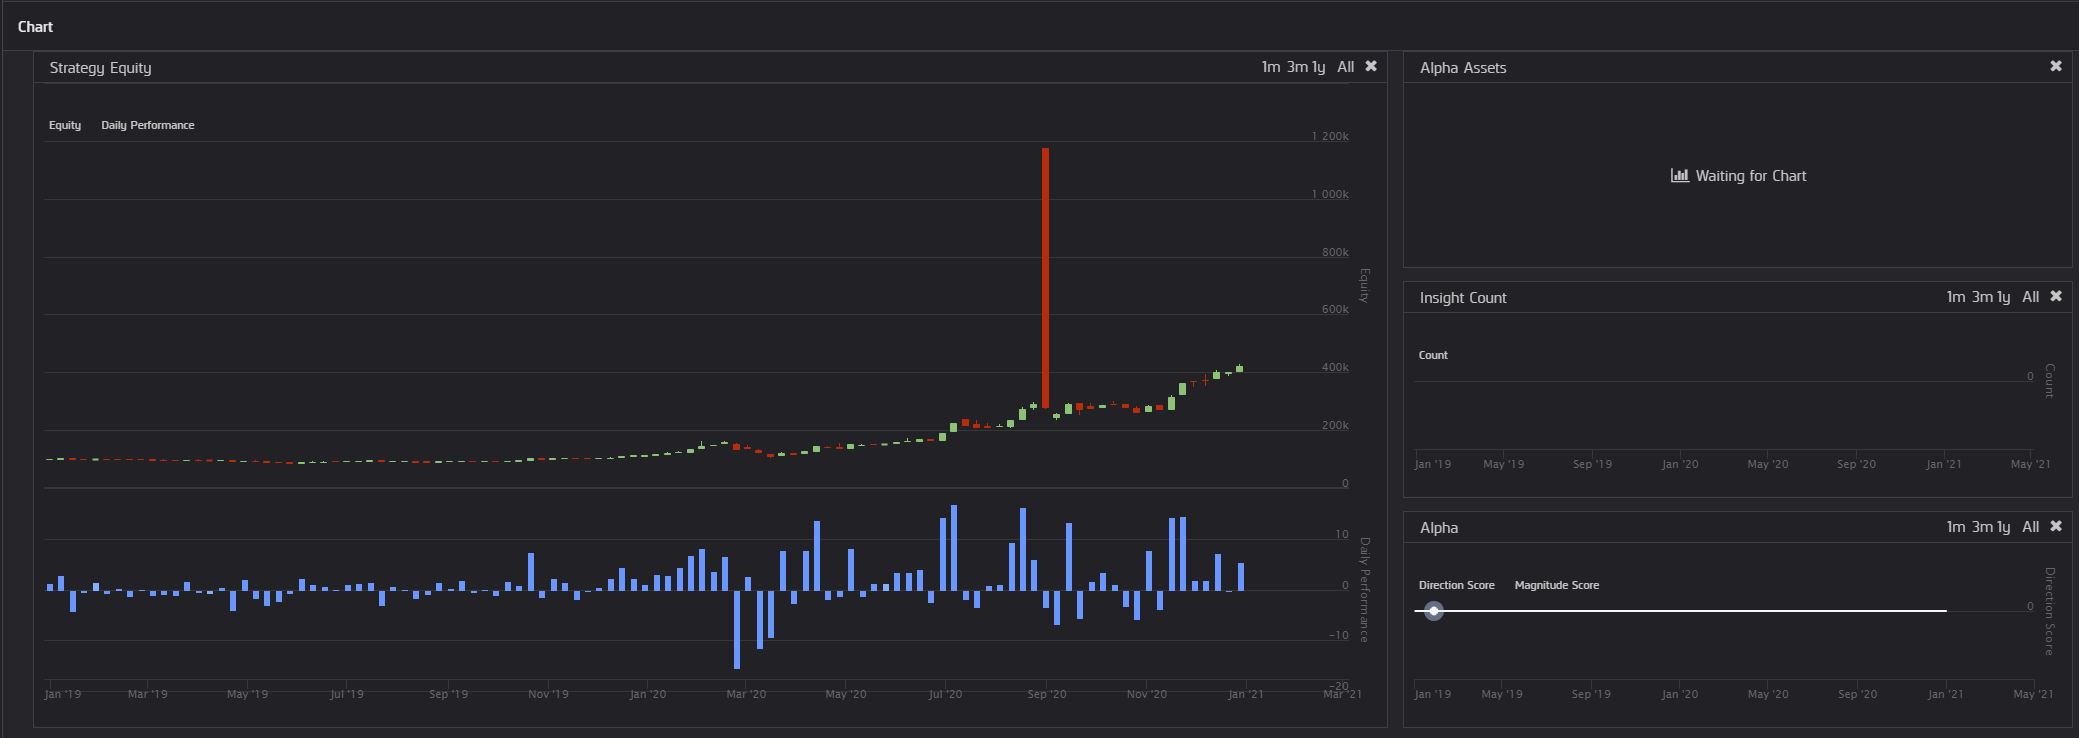 Chart
Strategy Equity
1m 3m 1y All ✖
Equity Daily Performance
1 200k
1 000k
800k
600k
400k
200k
0
Equity
10
0
-10
-20
Daily Performance
Jan '19 Mar '19 May '19 Jul '19 Sep '19 Nov '19 Jan '20 Mar '20 May '20 Jul '20 Sep '20 Nov '20 Jan '21 Mar '21
Alpha Assets ✖
Waiting for Chart
Insight Count
1m 3m 1y All ✖
Count
0
Count
Jan '19 May '19 Sep '19 Jan '20 May '20 Sep '20 Jan '21 May '21
Alpha
1m 3m 1y All ✖
Direction Score Magnitude Score
0
Direction Score
Jan '19 May '19 Sep '19 Jan '20 May '20 Sep '20 Jan '21 May '21